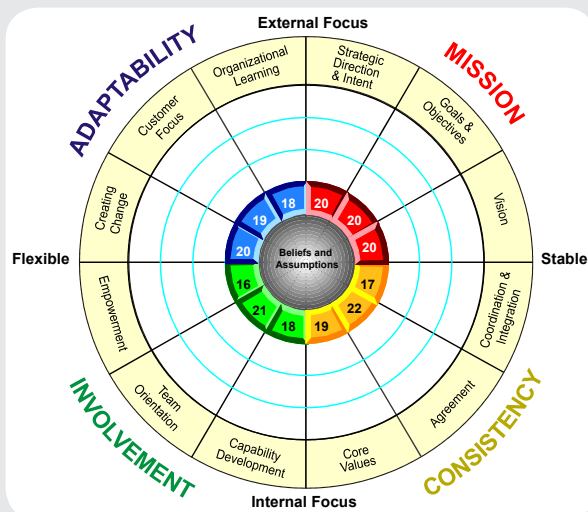 External Focus
ADAPTABILITY
MISSION
Organizational
Learning
Strategic
Direction
& Intent
Customer
Focus
Goals &
Objectives
Creating
Change
Vision
18
20
19
20
20
20
Flexible
Beliefs and
Assumptions
Stable
16
17
21
22
18
19
Empowerment
Coordination &
Integration
Team
Orientation
Agreement
Capability
Development
Core
Values
INVOLVEMENT
CONSISTENCY
Internal Focus